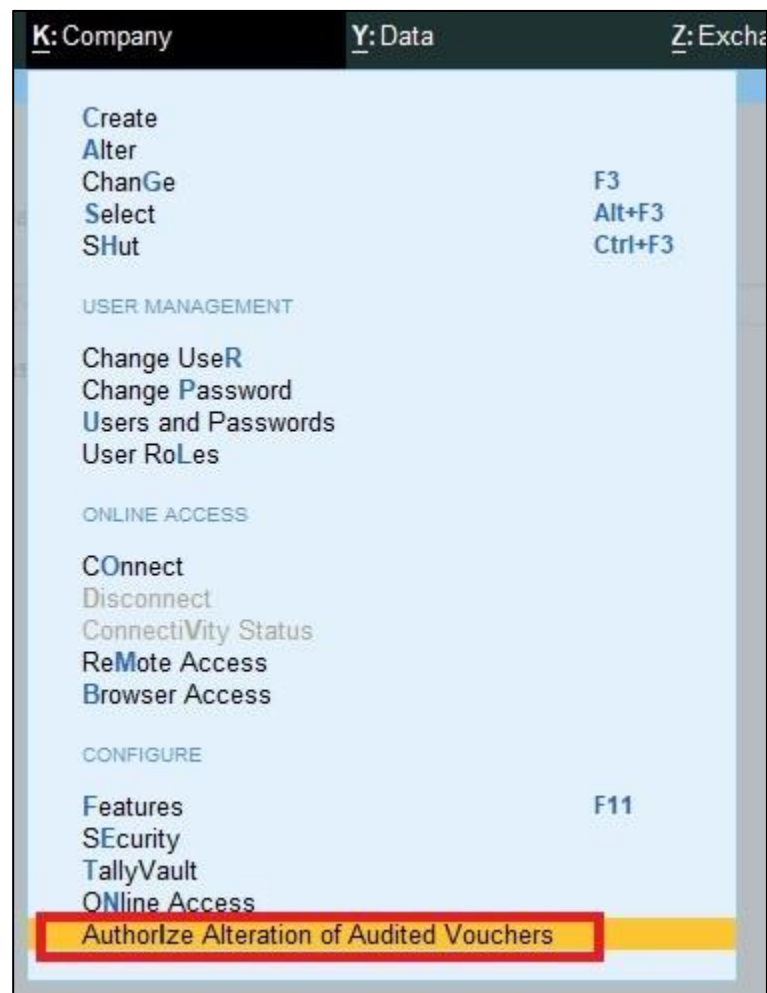 K: Company Y: Data Z: Excha
Create
Alter
ChanGe F3
Select Alt+F3
SHut Ctrl+F3
USER MANAGEMENT
Change UseR
Change Password
Users and Passwords
User RoLes
ONLINE ACCESS
COnnect
Disconnect
ConnectiVity Status
ReMote Access
Browser Access
CONFIGURE
Features F11
SEcurity
TallyVault
ONline Access
AuthorIze Alteration of Audited Vouchers